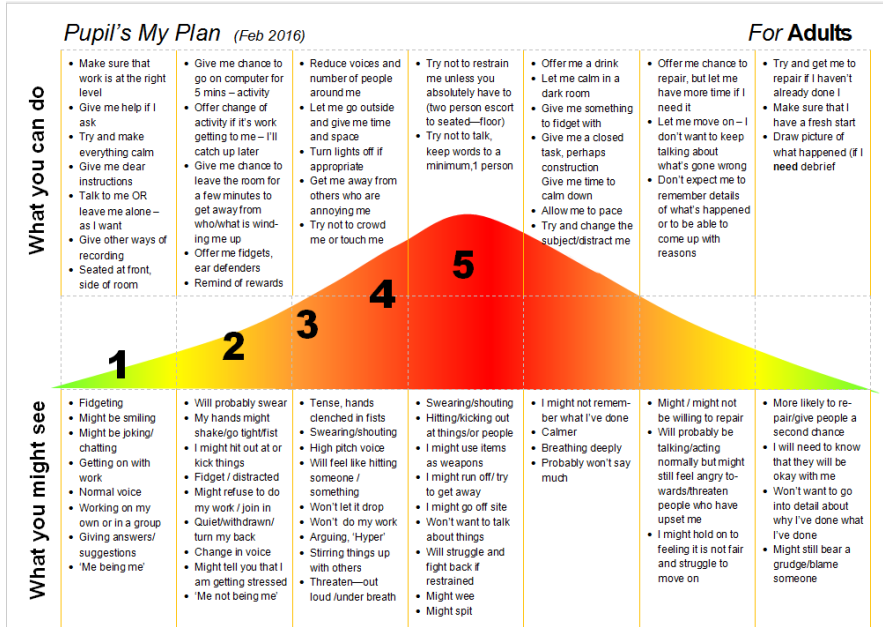 Pupil's My Plan (Feb 2016)
For Adults
What you can do
• Make sure that
work is at the right
level
• Give me help if I
ask
• Try and make
everything calm
• Give me clear
instructions
• Talk to me OR
leave me alone –
as I want
• Give other ways of
recording
• Seated at front,
side of room
• Give me chance to
go on computer for
5 mins – activity
• Offer change of
activity if it's work
getting to me – I'll
catch up later
• Give me chance to
leave the room for
a few minutes to
get away from
who/what is wind-
ing me up
• Offer me fidgets,
ear defenders
• Remind of rewards
• Reduce voices and
number of people
around me
• Let me go outside
and give me time
and space
• Turn lights off if
appropriate
• Get me away from
others who are
annoying me
• Try not to crowd
me or touch me
• Try not to restrain
me unless you
absolutely have to
(two person escort
to seated—floor)
• Try not to talk,
keep words to a
minimum,1 person
• Offer me a drink
• Let me calm in a
dark room
• Give me something
to fidget with
• Give me a closed
task, perhaps
construction
Give me time to
calm down
• Allow me to pace
• Try and change the
subject/distract me
• Offer me chance to
repair, but let me
have more time if I
need it
• Let me move on – I
don't want to keep
talking about
what's gone wrong
• Don't expect me to
remember details
of what's happened
or to be able to
come up with
reasons
• Try and get me to
repair if I haven't
already done I
• Make sure that I
have a fresh start
• Draw picture of
what happened (if I
need debrief
1
2
3
4
5
What you might see
• Fidgeting
• Might be smiling
• Might be joking/
chatting
• Getting on with
work
• Normal voice
• Working on my
own or in a group
• Giving answers/
suggestions
• 'Me being me'
• Will probably swear
• My hands might
shake/go tight/fist
• I might hit out at or
kick things
• Fidget / distracted
• Might refuse to do
my work / join in
• Quiet/withdrawn/
turn my back
• Change in voice
• Might tell you that I
am getting stressed
• 'Me not being me'
• Tense, hands
clenched in fists
• Swearing/shouting
• High pitch voice
• Will feel like hitting
someone /
something
• Won't let it drop
• Won't do my work
• Arguing, 'Hyper'
• Stirring things up
with others
• Threaten—out
loud /under breath
• Swearing/shouting
• Hitting/kicking out
at things/or people
• I might use items
as weapons
• I might run off/ try
to get away
• I might go off site
• Won't want to talk
about things
• Will struggle and
fight back if
restrained
• Might wee
• Might spit
• I might not remem-
ber what I've done
• Calmer
• Breathing deeply
• Probably won't say
much
• Might / might not
be willing to repair
• Will probably be
talking/acting
normally but might
still feel angry to-
wards/threaten
people who have
upset me
• I might hold on to
feeling it is not fair
and struggle to
move on
• More likely to re-
pair/give people a
second chance
• I will need to know
that they will be
okay with me
• Won't want to go
into detail about
why I've done what
I've done
• Might still bear a
grudge/blame
someone